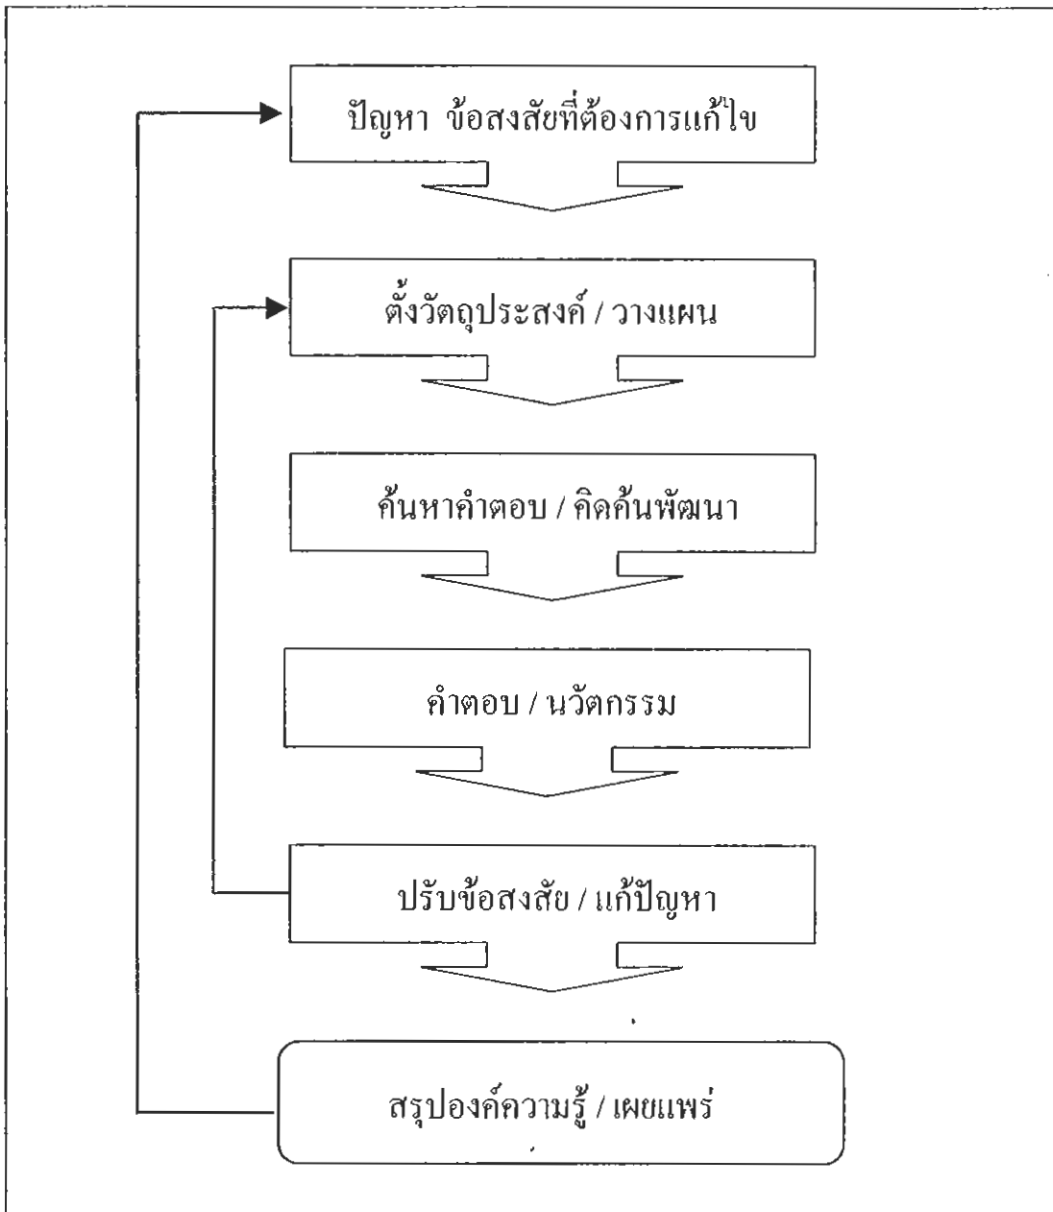 ปัญหา ข้อสงสัยที่ต้องการแก้ไข
ตั้งวัตถุประสงค์ / วางแผน
ค้นหาคำตอบ / คิดค้นพัฒนา
คำตอบ / นวัตกรรม
ปรับข้อสงสัย / แก้ปัญหา
สรุปองค์ความรู้ / เผยแพร่